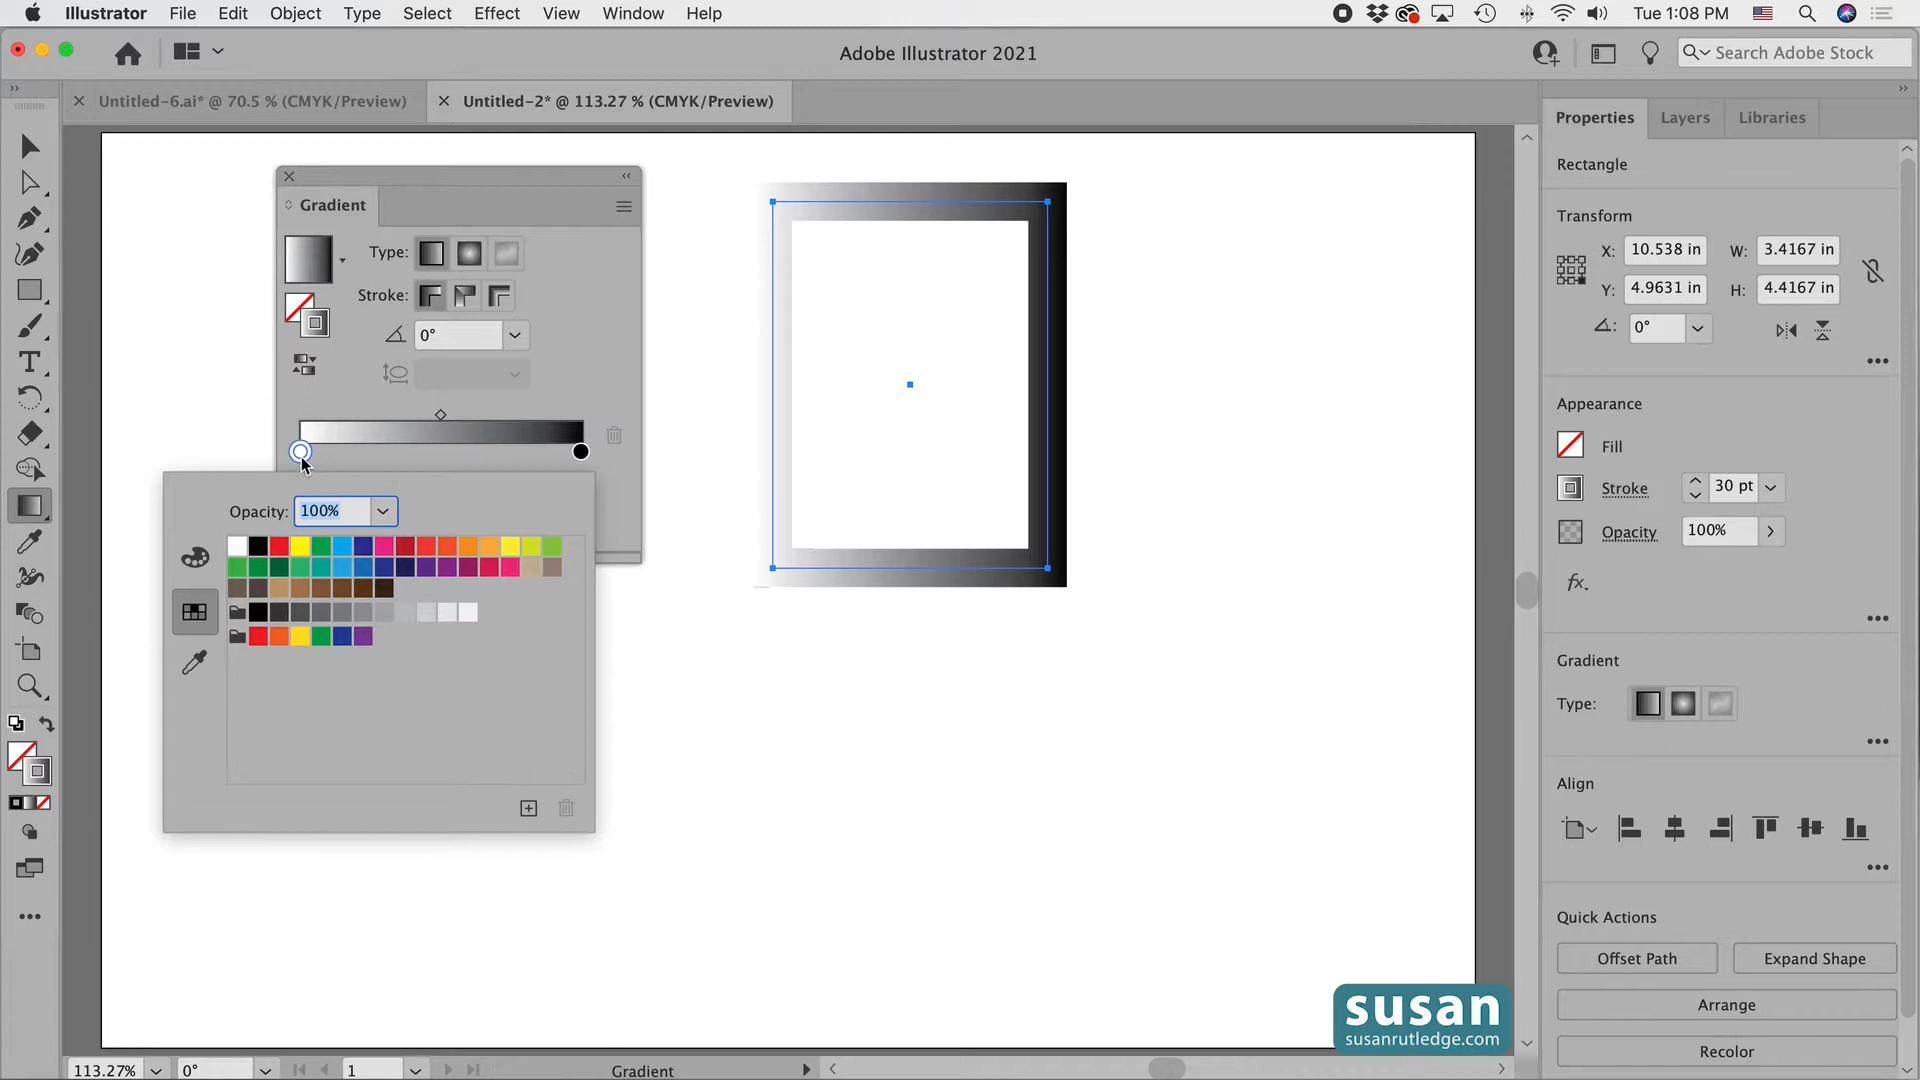 Illustrator File Edit Object Type Select Effect View Window Help Tue 1:08 PM
Adobe Illustrator 2021
Search Adobe Stock
Untitled-6.ai* @ 70.5 % (CMYK/Preview)
Untitled-2* @ 113.27 % (CMYK/Preview)
Gradient
Type:
Stroke:
0°
Opacity: 100%
Properties Layers Libraries
Rectangle
Transform
X: 10.538 in W: 3.4167 in
Y: 4.9631 in H: 4.4167 in
0°
Appearance
Fill
Stroke 30 pt
Opacity 100%
fx.
Gradient
Type:
Align
Quick Actions
Offset Path Expand Shape
Arrange
Recolor
susan
susanrutledge.com
113.27% 0° 1 Gradient